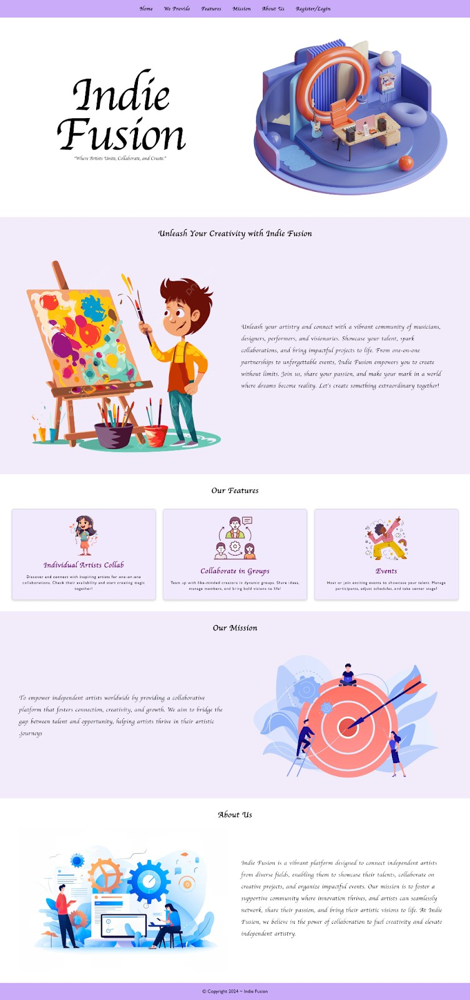 Home We Provide Features Mission About Us Register/Login
Indie
Fusion
"Where Artists Unite, Collaborate, and Create."
Unleash Your Creativity with Indie Fusion
Unleash your artistry and connect with a vibrant community of musicians,
designers, performers, and visionaries. Showcase your talent, spark
collaborations, and bring impactful projects to life. From one-on-one
partnerships to unforgettable events, Indie Fusion empowers you to create
without limits. Join us, share your passion, and make your mark in a world
where dreams become reality. Let's create something extraordinary together!
Our Features
Individual Artists Collab
Discover and connect with inspiring artists for one-on-one
collaborations. Check their availability and start creating magic
together!
Collaborate in Groups
Team up with like-minded creators in dynamic groups. Share ideas,
manage members, and bring bold visions to life!
Events
Host or join exciting events to showcase your talent. Manage
participants, adjust schedules, and take center stage!
Our Mission
To empower independent artists worldwide by providing a collaborative
platform that fosters connection, creativity, and growth. We aim to bridge the
gap between talent and opportunity, helping artists thrive in their artistic
.journeys
About Us
Indie Fusion is a vibrant platform designed to connect independent artists
from diverse fields, enabling them to showcase their talents, collaborate on
creative projects, and organize impactful events. Our mission is to foster a
supportive community where innovation thrives, and artists can seamlessly
network, share their passion, and bring their artistic visions to life. At Indie
Fusion, we believe in the power of collaboration to fuel creativity and elevate
independent artistry.
© Copyright 2024 ~ Indie Fusion